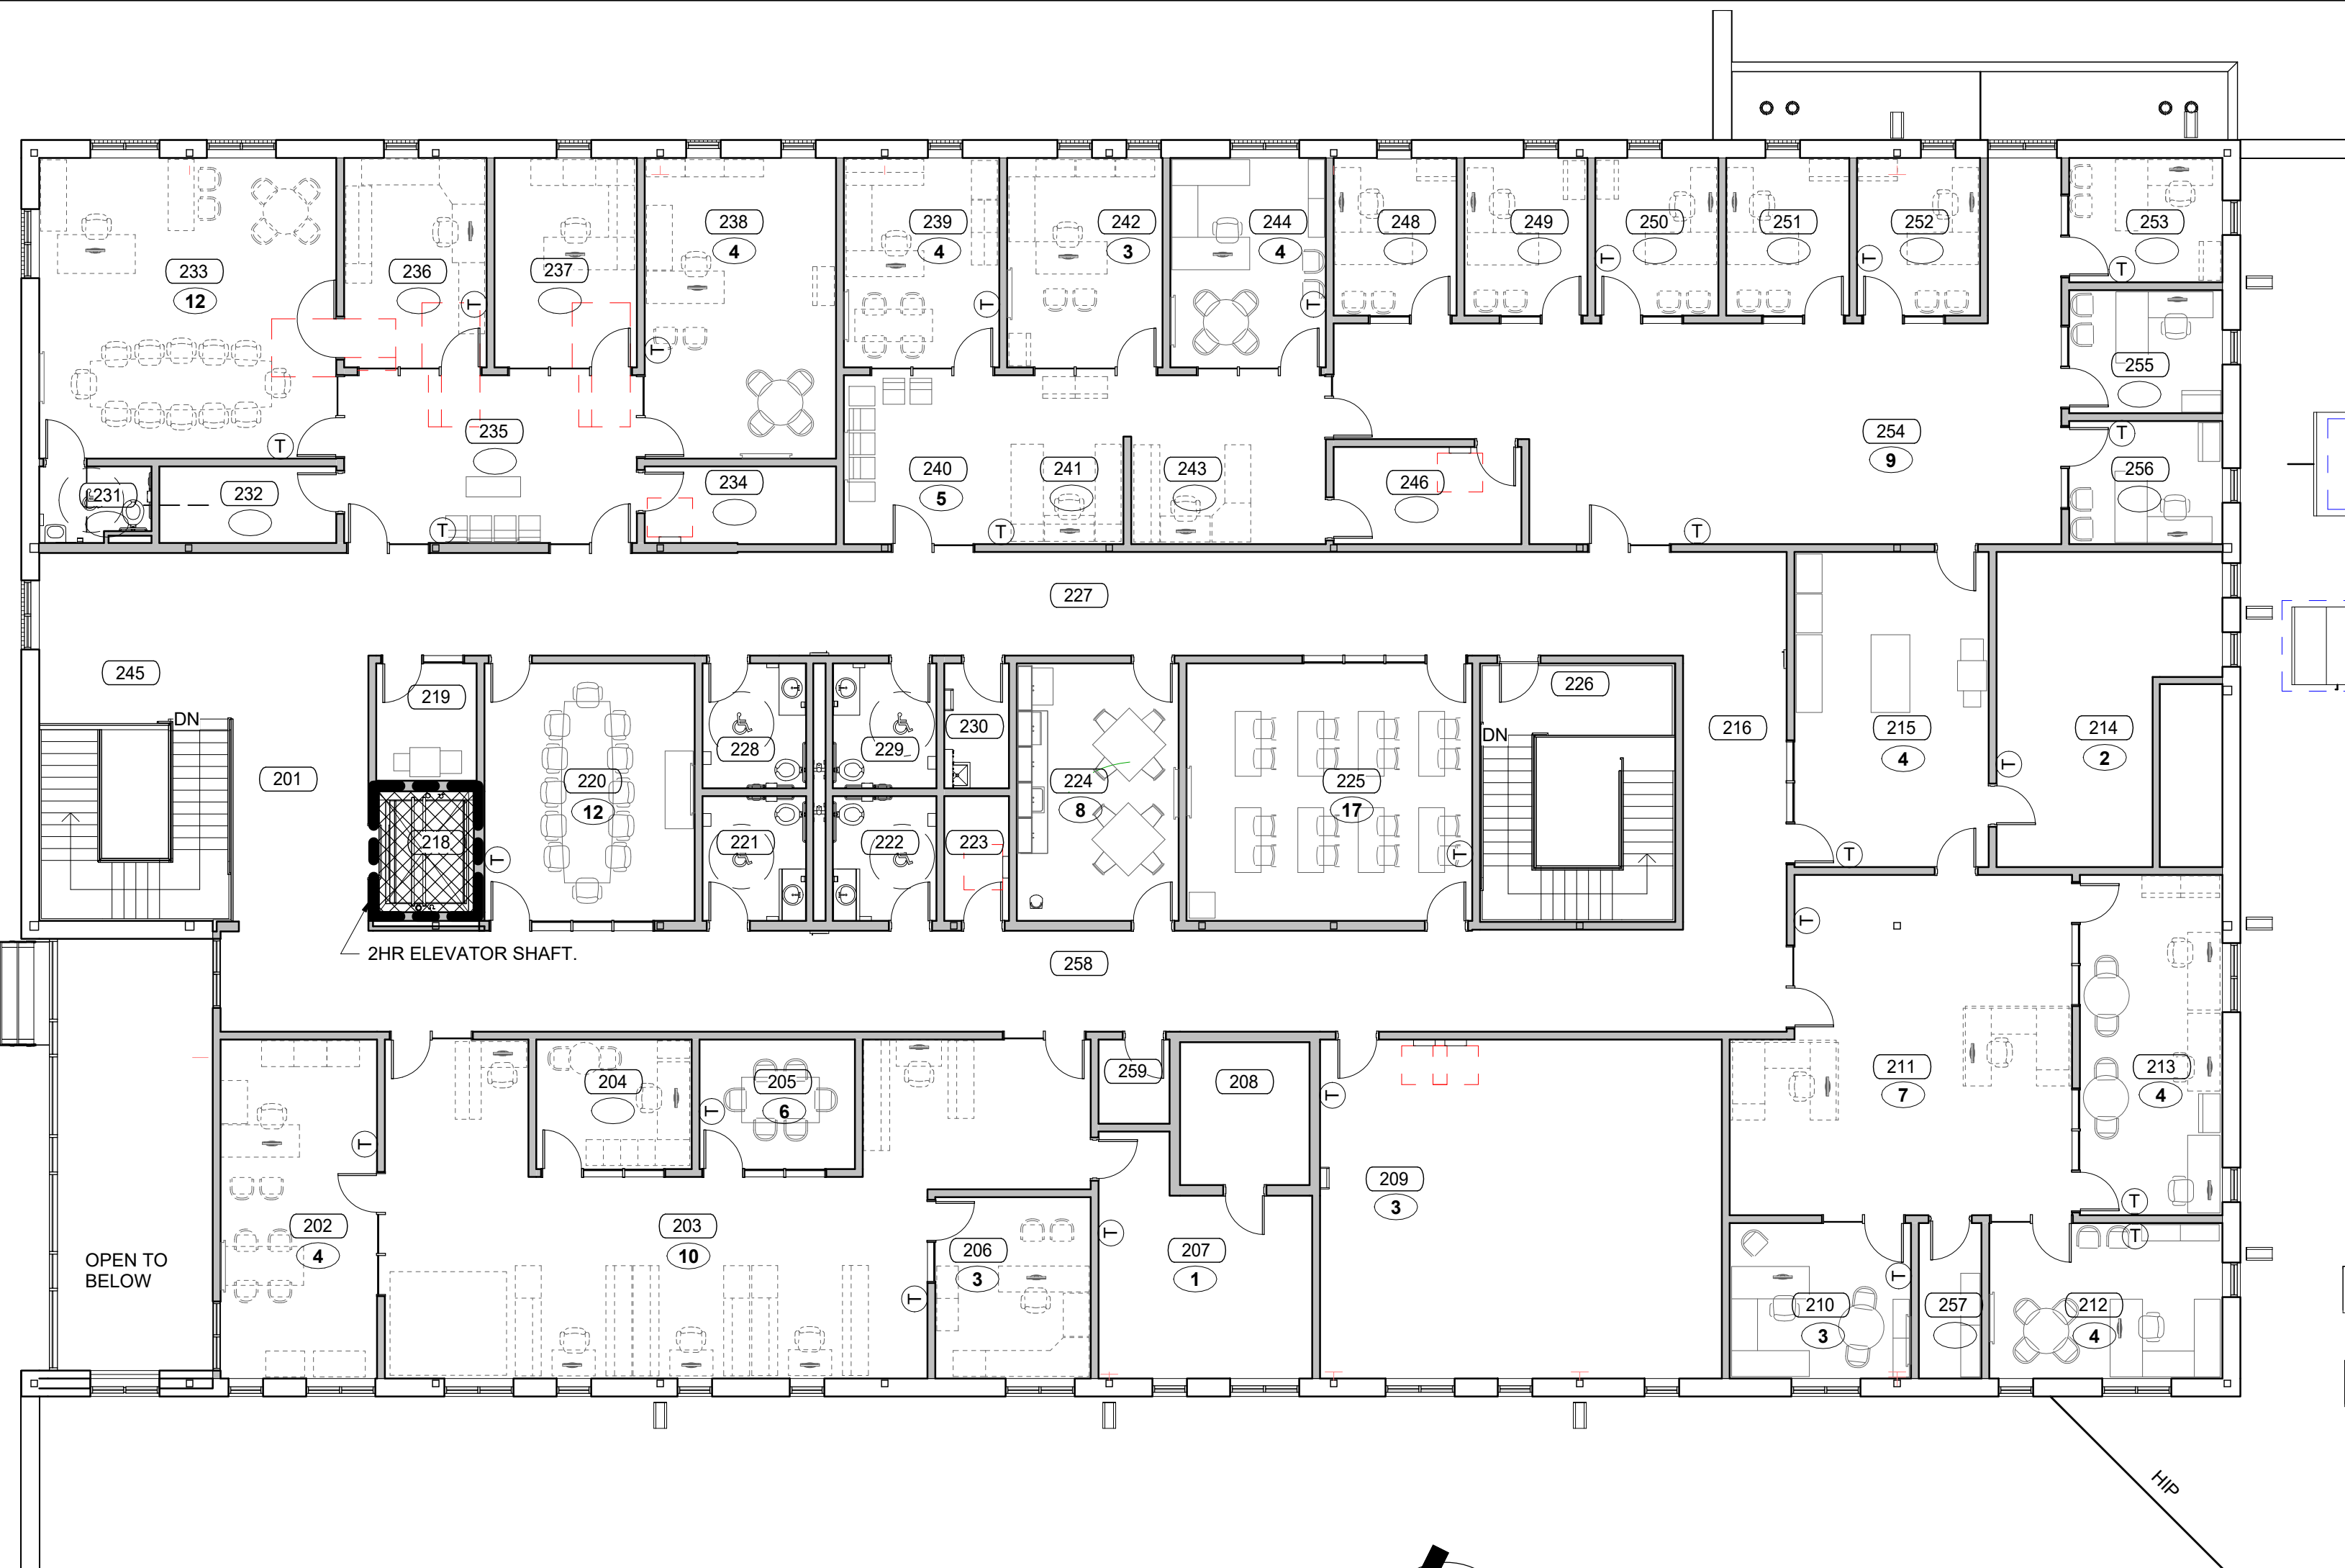 238
4
239
4
242
3
244
4
248
249
250
251
252
253
233
12
236
237
T
T
T
T
T
T
T
T
255
235
254
9
T
T
231
232
234
240
5
241
243
246
256
T
T
T
227
245
219
226
DN
228
229
230
DN
216
215
4
214
2
201
220
12
224
8
225
17
T
218
221
222
223
T
T
T
T
2HR ELEVATOR SHAFT.
258
204
205
6
259
208
211
7
213
4
T
T
T
209
3
T
202
4
203
10
206
3
207
1
T
T
OPEN TO
BELOW
T
T
210
3
257
212
4
HIP